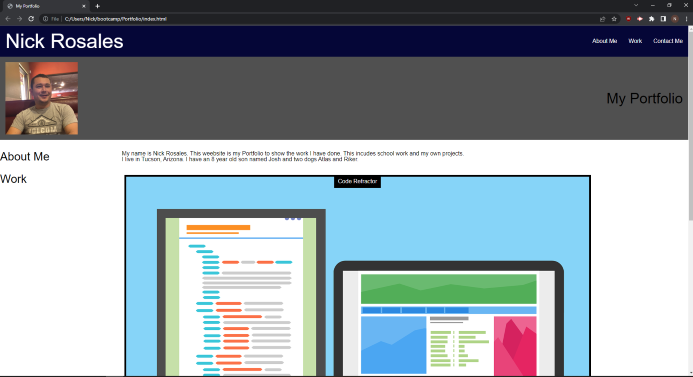 My Portfolio
File
C:/Users/Nick/bootcamp/Portfolio/index.html
Nick Rosales
About Me
Work
Contact Me
My Portfolio
About Me
My name is Nick Rosales. This weebsite is my Portfolio to show the work I have done. This incudes school work and my own projects.
I live in Tucson, Arizona. I have an 8 year old son named Josh and two dogs Atlas and Riker
Work
Code Refractor